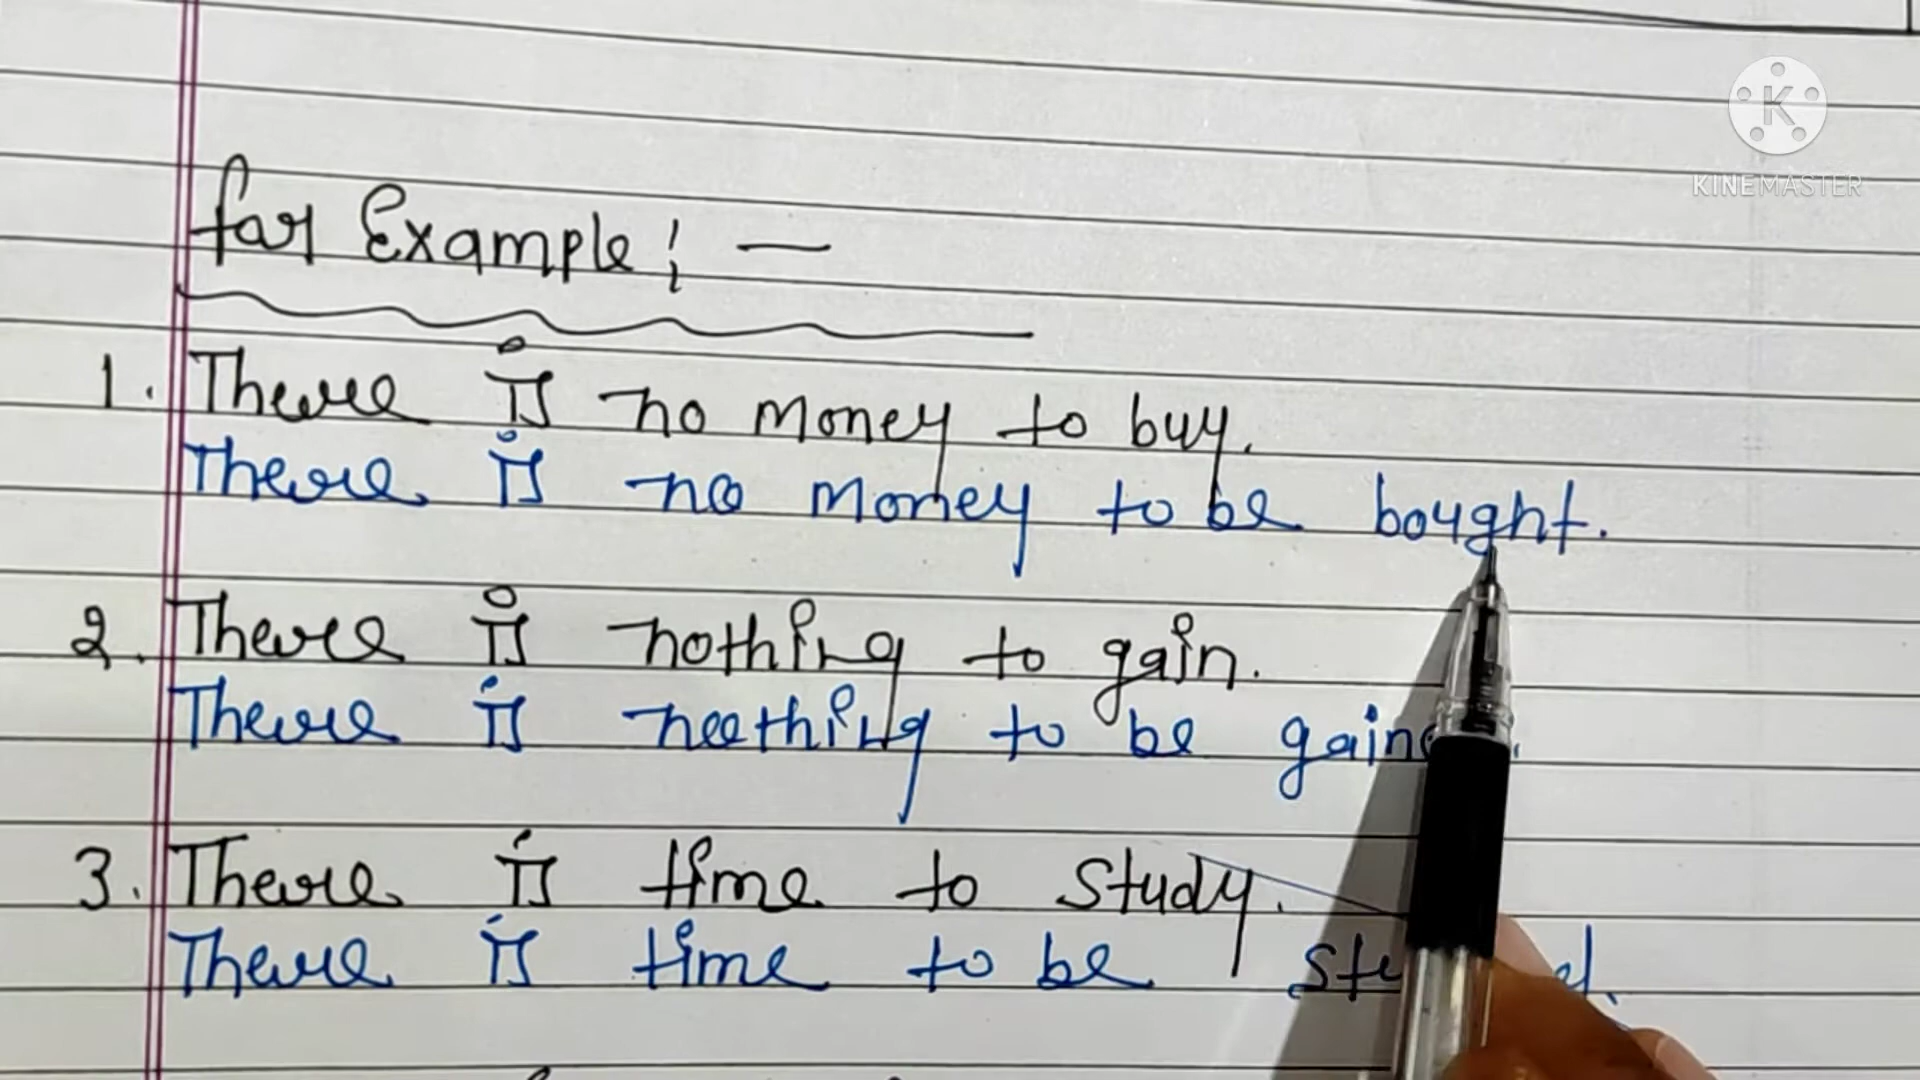 KINEMASTER
for Example : —
1. There is no money to buy.
There is no money to be bought.
2. There is nothing to gain.
There is nothing to be
3. There is time to study.
There is time to be